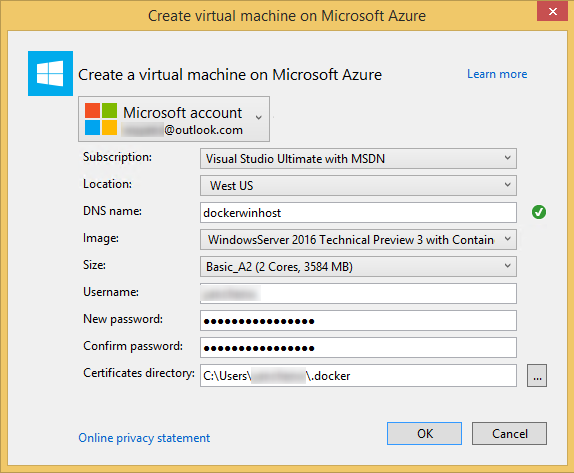 Create virtual machine on Microsoft Azure
Create a virtual machine on Microsoft Azure
Learn more
Microsoft account
@outlook.com
Subscription: Visual Studio Ultimate with MSDN
Location: West US
DNS name: dockerwinhost
Image: WindowsServer 2016 Technical Preview 3 with Contain
Size: Basic_A2 (2 Cores, 3584 MB)
Username:
New password: ●●●●●●●●●●●●●●●●
Confirm password: ●●●●●●●●●●●●●●●●
Certificates directory: C:\Users\ \.docker ...
Online privacy statement
OK Cancel